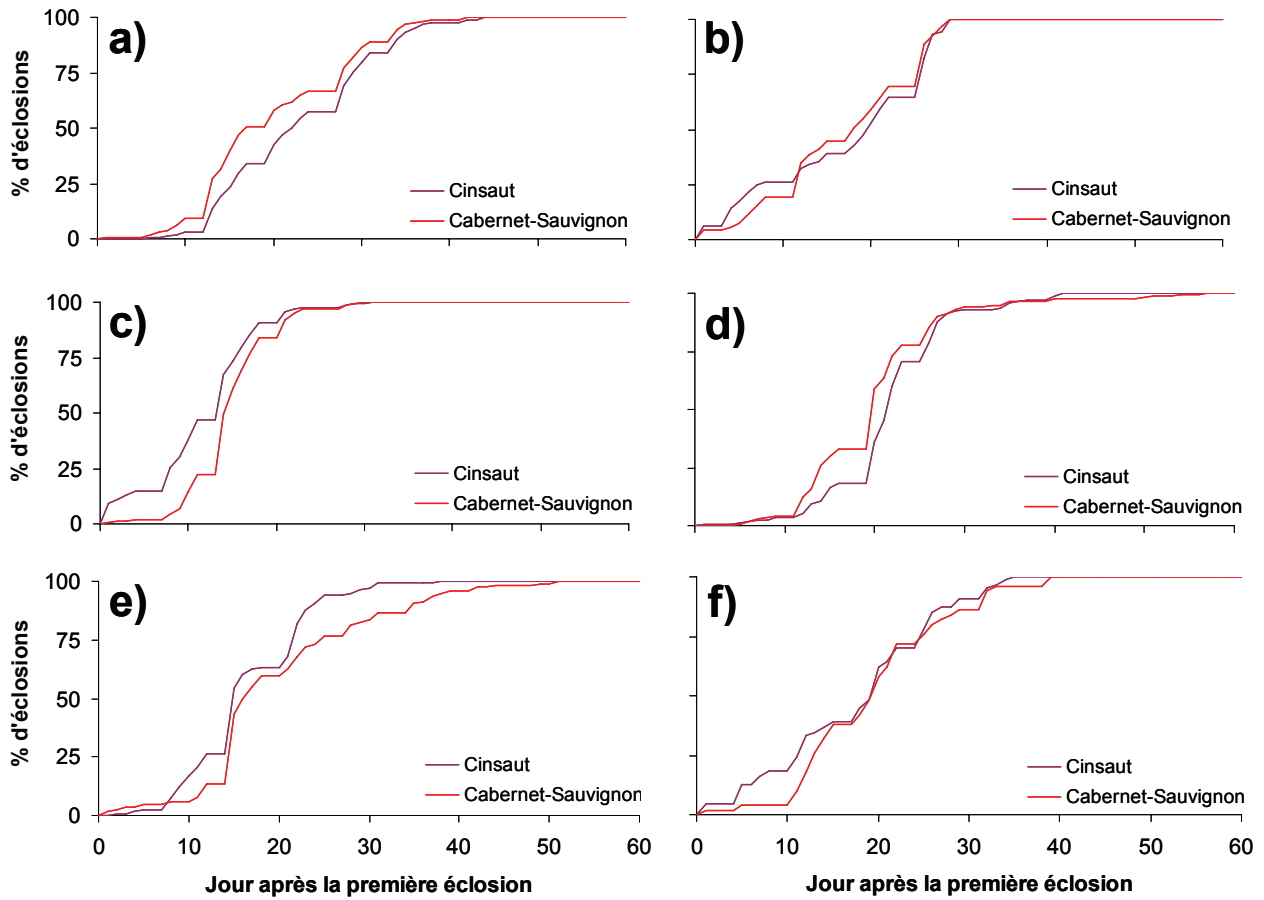 a)
100
75
50
25
0
% d'éclosions
Cinsaut
Cabernet-Sauvignon
b)
Cinsaut
Cabernet-Sauvignon
c)
100
75
50
25
0
% d'éclosions
Cinsaut
Cabernet-Sauvignon
d)
Cinsaut
Cabernet-Sauvignon
e)
100
75
50
25
0
% d'éclosions
Cinsaut
Cabernet-Sauvignon
0 10 20 30 40 50 60
Jour après la première éclosion
f)
Cinsaut
Cabernet-Sauvignon
0 10 20 30 40 50 60
Jour après la première éclosion